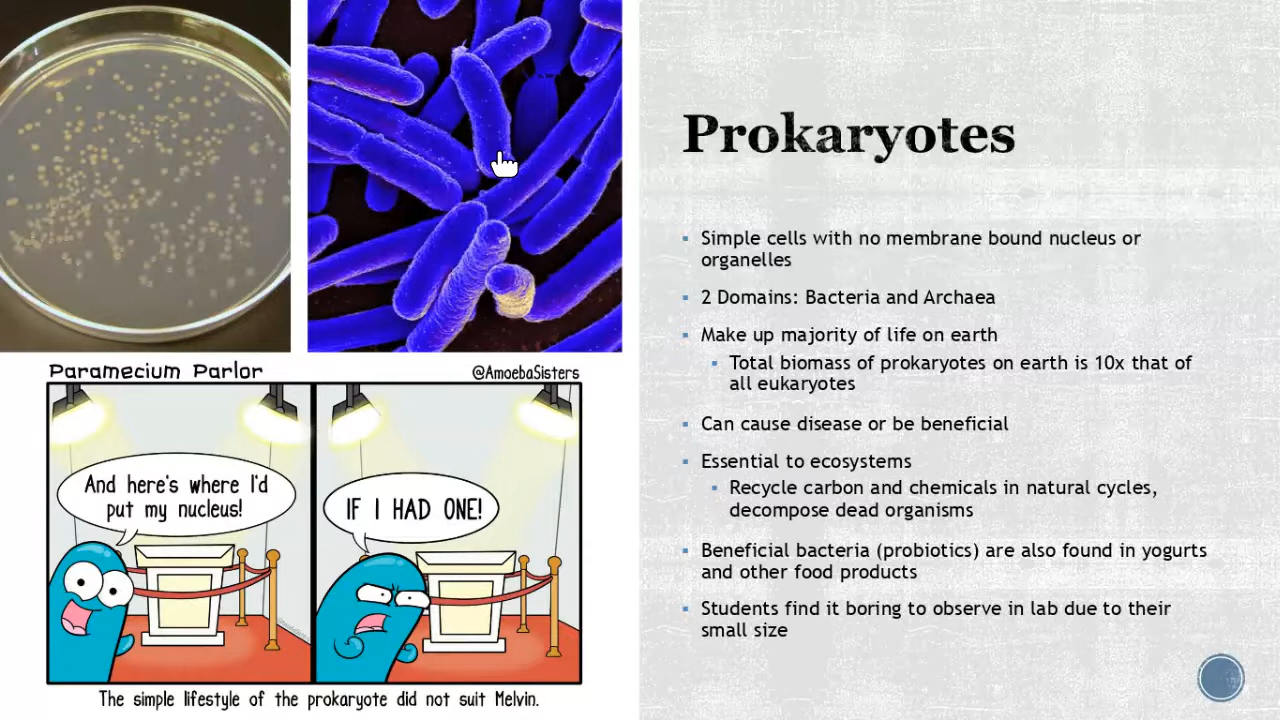 Prokaryotes
Simple cells with no membrane bound nucleus or
organelles
2 Domains: Bacteria and Archaea
Make up majority of life on earth
Total biomass of prokaryotes on earth is 10x that of
all eukaryotes
Can cause disease or be beneficial
Essential to ecosystems
Recycle carbon and chemicals in natural cycles,
decompose dead organisms
Beneficial bacteria (probiotics) are also found in yogurts
and other food products
Students find it boring to observe in lab due to their
small size
Paramecium Parlor
@AmoebaSisters
And here's where I'd
put my nucleus!
IF I HAD ONE!
The simple lifestyle of the prokaryote did not suit Melvin.